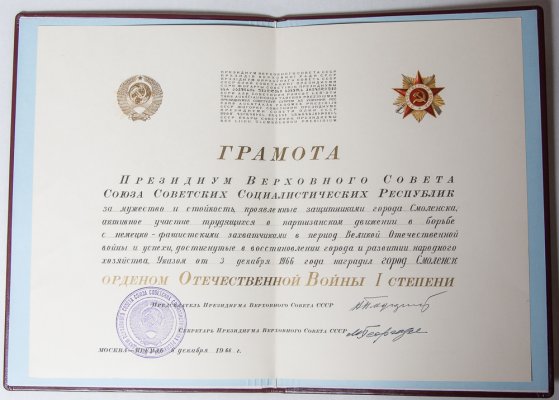 ГРАМОТА
Президиум Верховного Совета
Союза Советских Социалистических Республик
за мужество и стойкость, проявленные защитниками города Смоленска,
активное участие трудящихся в партизанском движении в борьбе
с немецко-фашистскими захватчиками в период Великой Отечественной
войны и успехи, достигнутые в восстановлении города и развитии народного
хозяйства, Указом от 3 декабря 1966 года наградил город Смоленск
орденом Отечественной Войны I степени
Председатель Президиума Верховного Совета СССР
Секретарь Президиума Верховного Совета СССР
Москва—Кремль 8 декабря 1966 г.